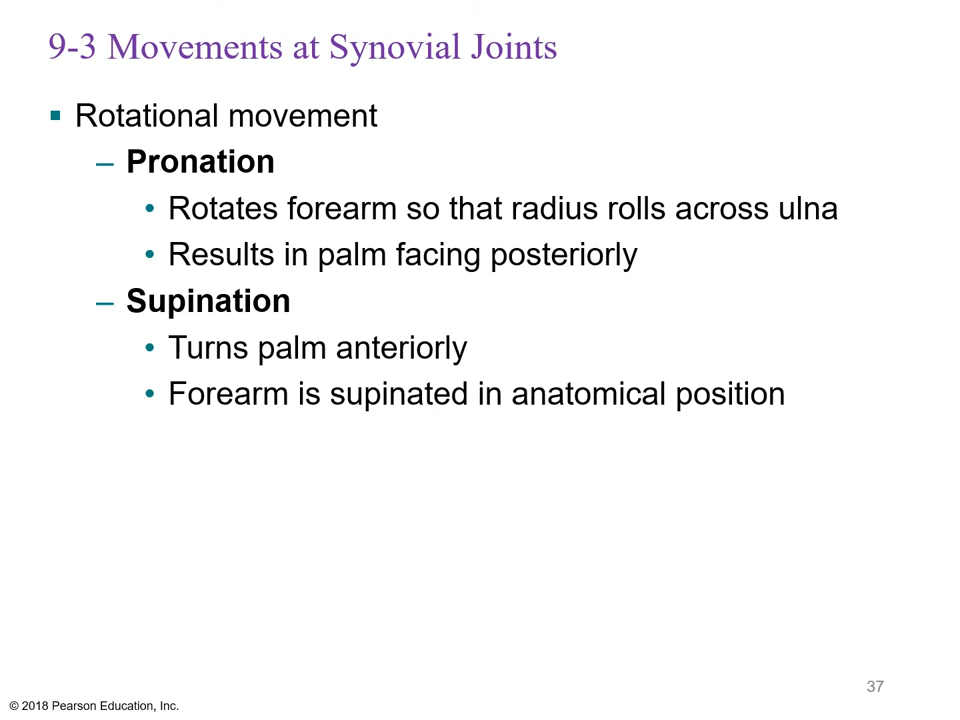 9-3 Movements at Synovial Joints
▪ Rotational movement
– Pronation
• Rotates forearm so that radius rolls across ulna
• Results in palm facing posteriorly
– Supination
• Turns palm anteriorly
• Forearm is supinated in anatomical position
37
© 2018 Pearson Education, Inc.